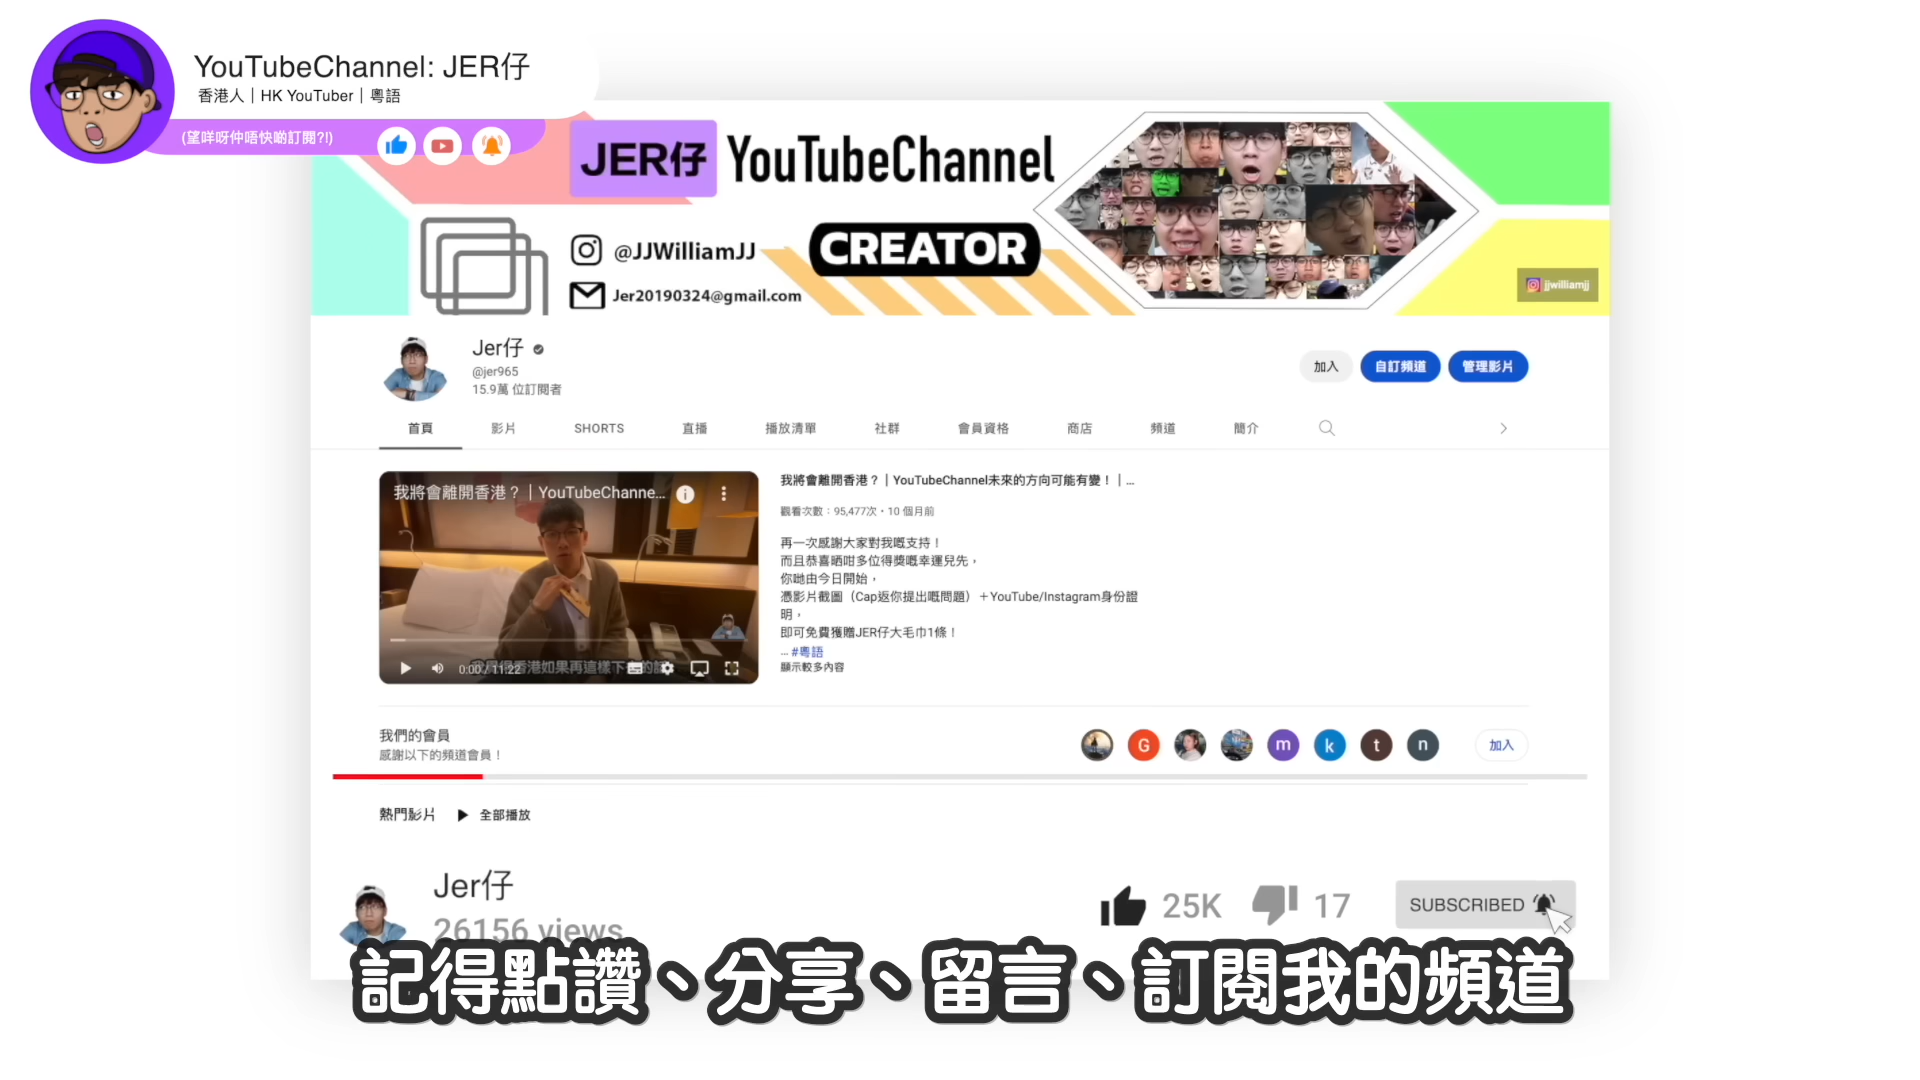 YouTubeChannel: JER仔
香港人｜HK YouTuber｜粵語
(望咩呀仲唔快啲訂閱?!)
JER仔 YouTubeChannel
@JJWilliamJJ
CREATOR
Jer20190324@gmail.com
jjwilliamjj
Jer仔
@jer965
15.9萬 位訂閱者
加入 自訂頻道 管理影片
首頁 影片 SHORTS 直播 播放清單 社群 會員資格 商店 頻道 簡介
我將會離開香港？｜YouTubeChanne...
0:00 / 11:22
我將會離開香港？｜YouTubeChannel未來的方向可能有變！｜...
觀看次數：95,477次・10 個月前
再一次感謝大家對我嘅支持！
而且恭喜晒咁多位得獎嘅幸運兒先，
你哋由今日開始，
憑影片截圖（Cap返你提出嘅問題）＋YouTube/Instagram身份證
明，
即可免費獲贈JER仔大毛巾1條！
... #粵語
顯示較多內容
我們的會員
感謝以下的頻道會員！
G m k t n
加入
熱門影片 全部播放
Jer仔
26156 views
25K 17 SUBSCRIBED
記得點讚、分享、留言、訂閱我的頻道